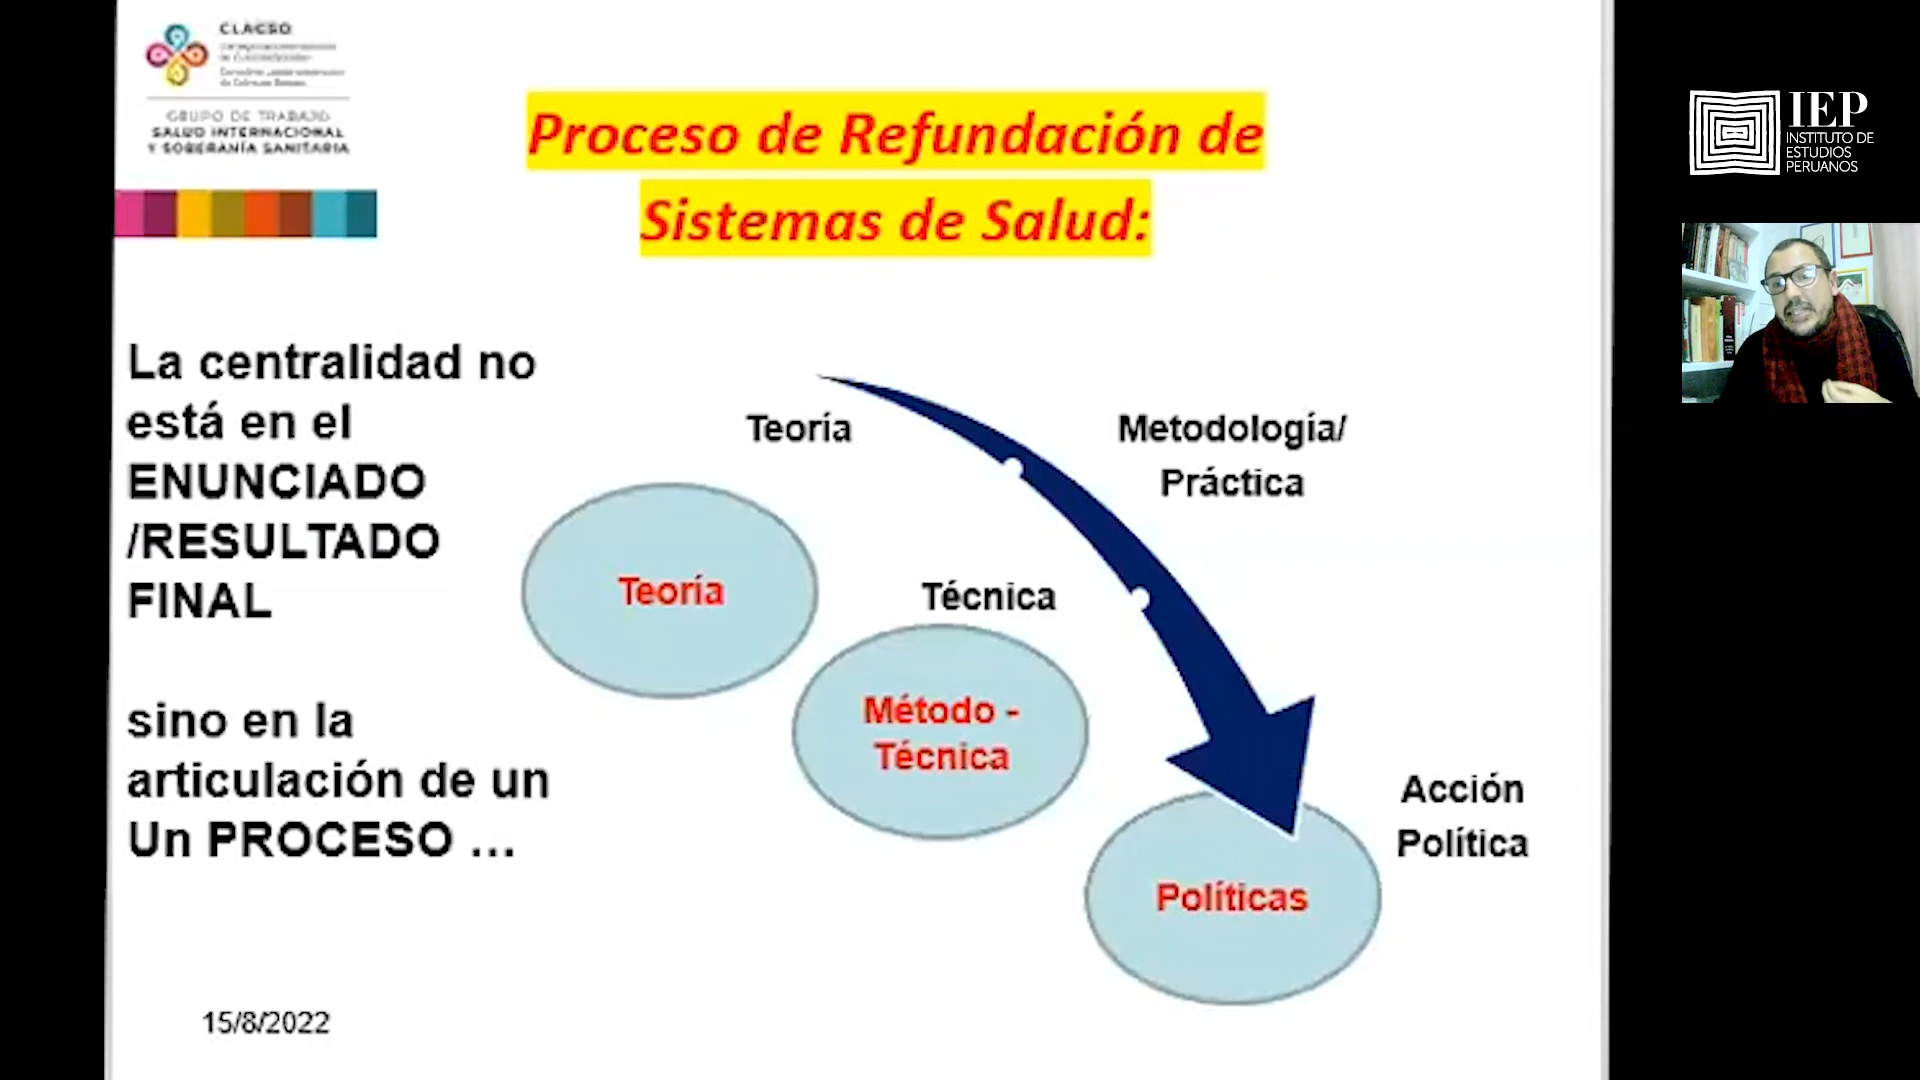 CLACSO
GRUPO DE TRABAJO
SALUD INTERNACIONAL
Y SOBERANÍA SANITARIA
Proceso de Refundación de
Sistemas de Salud:
La centralidad no
está en el
ENUNCIADO
/RESULTADO
FINAL
sino en la
articulación de un
Un PROCESO ...
Teoría
Metodología/
Práctica
Teoría
Técnica
Método -
Técnica
Acción
Política
Políticas
15/8/2022
IEP
INSTITUTO DE
ESTUDIOS
PERUANOS